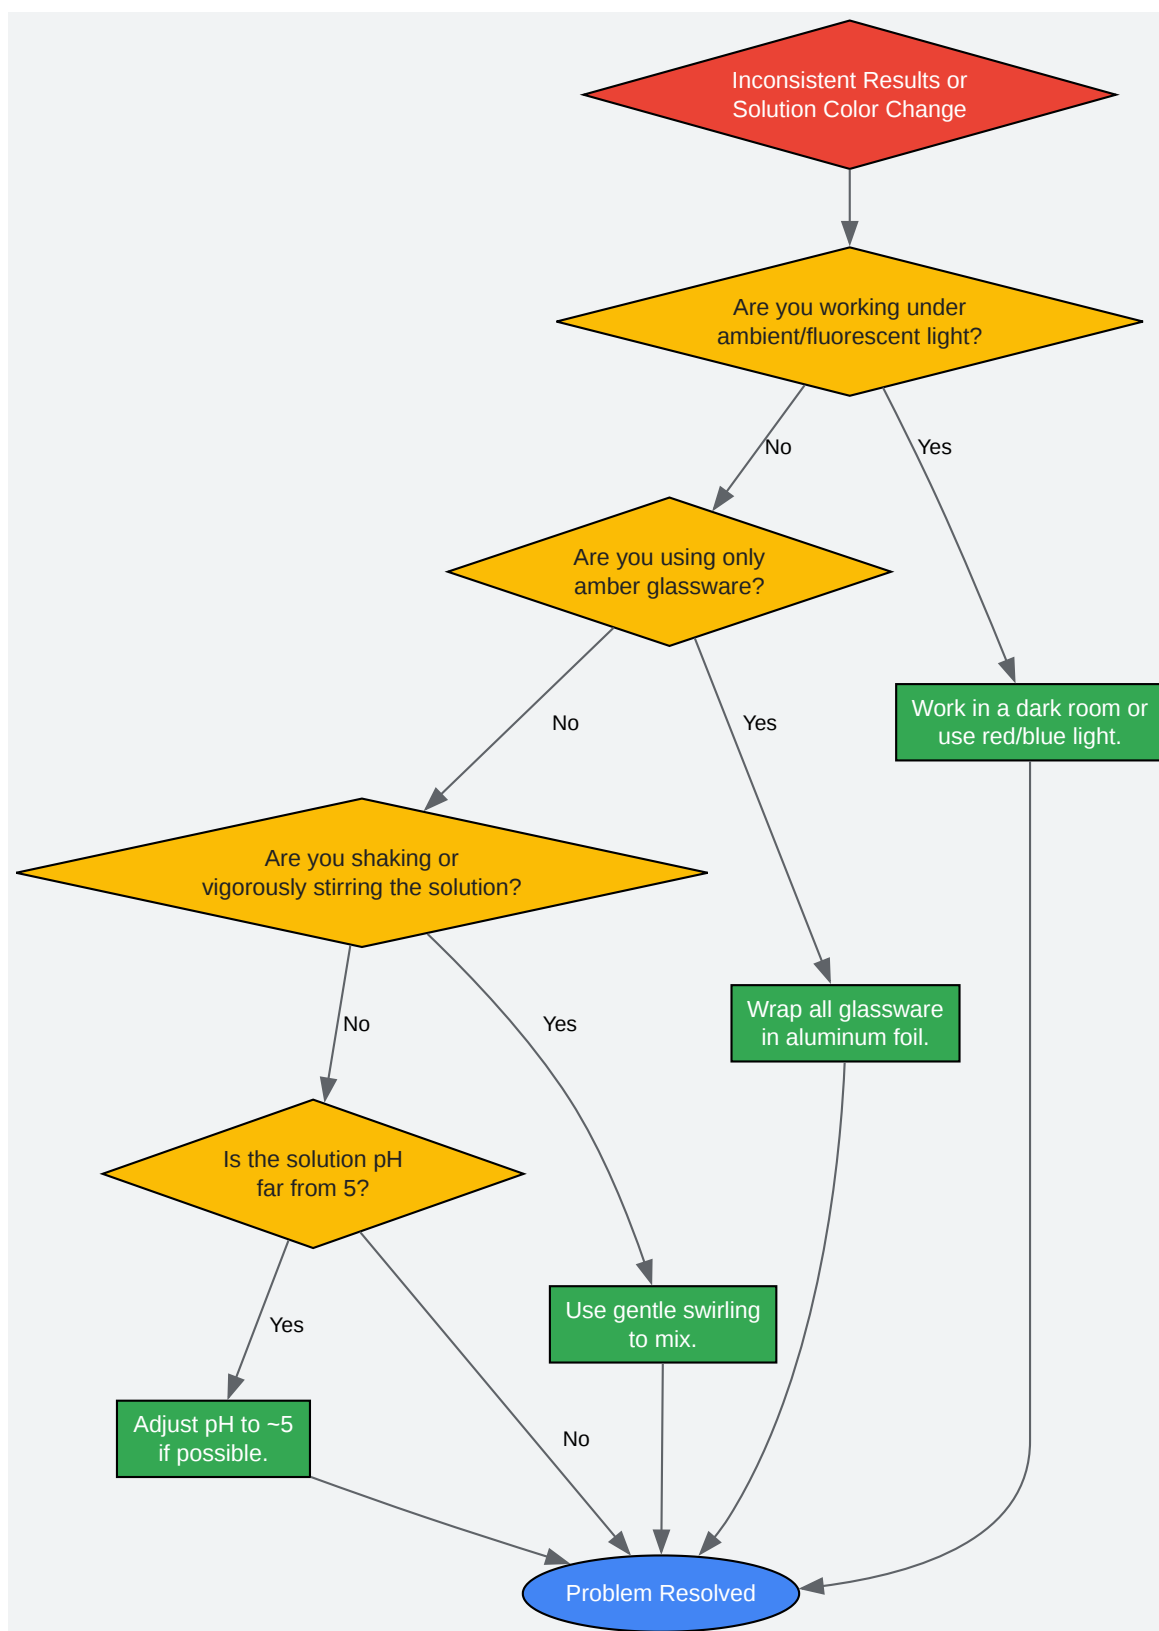 Inconsistent Results or
Solution Color Change
Are you working under
ambient/fluorescent light?
No
Yes
Are you using only
amber glassware?
No
Yes
Work in a dark room or
use red/blue light.
Are you shaking or
vigorously stirring the solution?
No
Yes
Wrap all glassware
in aluminum foil.
Is the solution pH
far from 5?
Yes
No
Use gentle swirling
to mix.
Adjust pH to ~5
if possible.
Problem Resolved